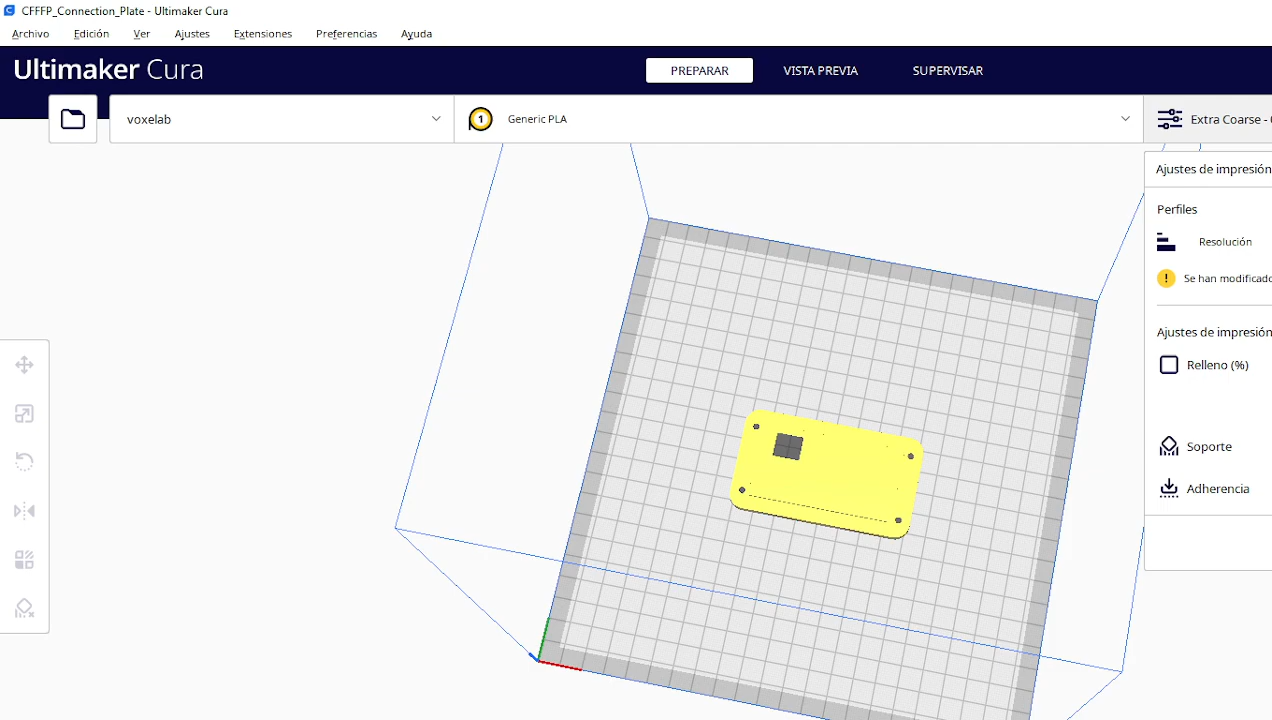 CFFFP_Connection_Plate - Ultimaker Cura
Archivo Edición Ver Ajustes Extensiones Preferencias Ayuda
Ultimaker Cura
PREPARAR VISTA PREVIA SUPERVISAR
voxelab
1 Generic PLA
Extra Coarse -
Ajustes de impresión
Perfiles
Resolución
! Se han modificado
Ajustes de impresión
Relleno (%)
Soporte
Adherencia